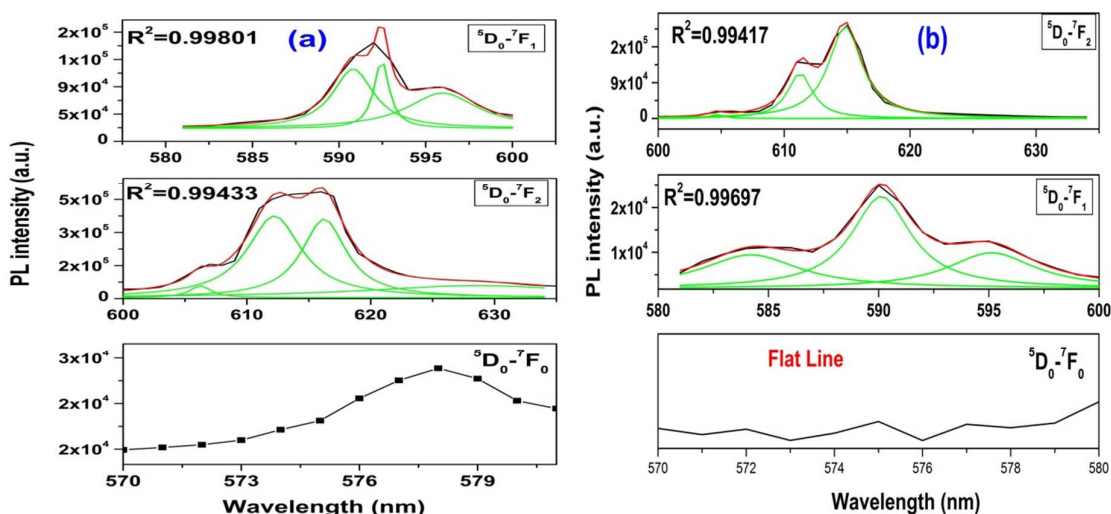 PL intensity (a.u.)
R²=0.99801
(a)
⁵D₀-⁷F₁
2x10⁵
1x10⁵
9x10⁴
5x10⁴
0
580 585 590 595 600
R²=0.99433
⁵D₀-⁷F₂
5x10⁵
3x10⁵
2x10⁵
0
600 610 620 630
⁵D₀-⁷F₀
3x10⁴
2x10⁴
2x10⁴
570 573 576 579
Wavelength (nm)
PL intensity (a.u.)
R²=0.99417
(b)
⁵D₀-⁷F₂
2x10⁵
9x10⁴
0
600 610 620 630
R²=0.99697
⁵D₀-⁷F₁
2x10⁴
1x10⁴
580 585 590 595 600
Flat Line
⁵D₀-⁷F₀
570 572 574 576 578 580
Wavelength (nm)